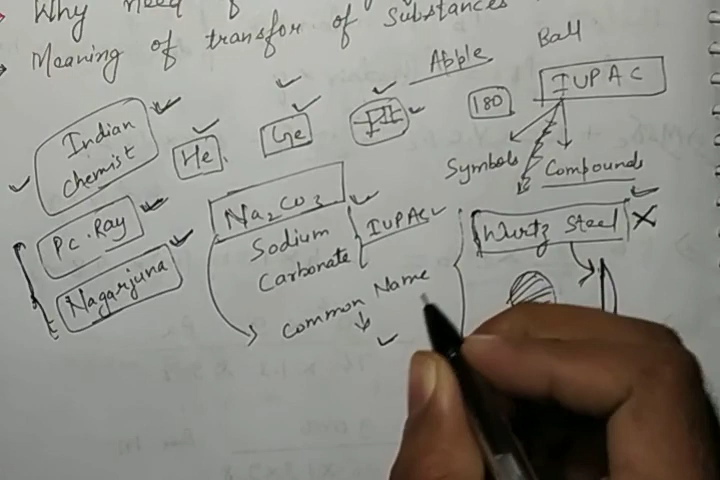 Why need
Meaning of transfor of Substances
Apple
Ball
IUPAC
180
Indian
Chemist
He
Ge
Symbols
Compounds
Na2CO3
Sodium
Carbonate
IUPAC
Wurtz Steel
P.C. Ray
Nagarjuna
Common Name